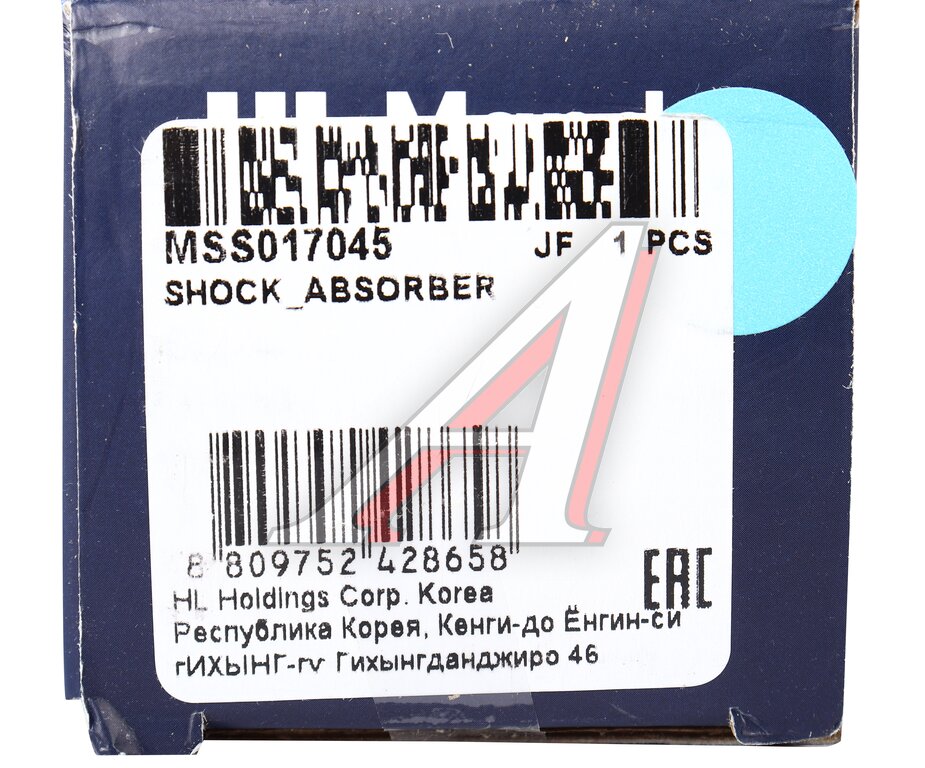 MSS017045 JF 1 PCS
SHOCK_ABSORBER
8 809752 428658
EAC
HL Holdings Corp. Korea
Республика Корея, Кенги-до Ёнгин-си
гИХЫНГ-гу Гихынгданджиро 46